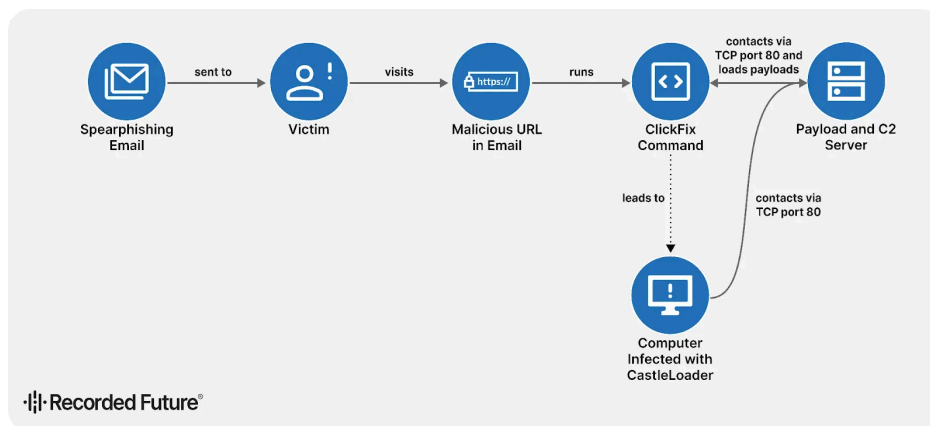 contacts via
TCP port 80 and
loads payloads
sent to
visits
https://
runs
Spearphishing
Email
Victim
Malicious URL
in Email
ClickFix
Command
Payload and C2
Server
leads to
contacts via
TCP port 80
Computer
Infected with
CastleLoader
Recorded Future®